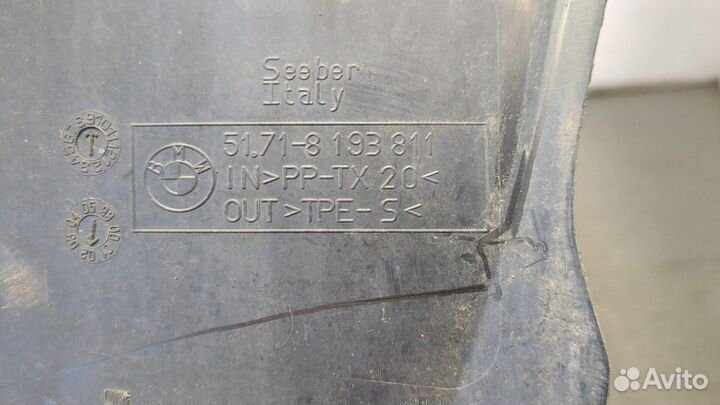 Seeber
Italy
BMW
51.71-8 193 811
IN>PP-TX 20<
OUT>TPE-S<
Avito